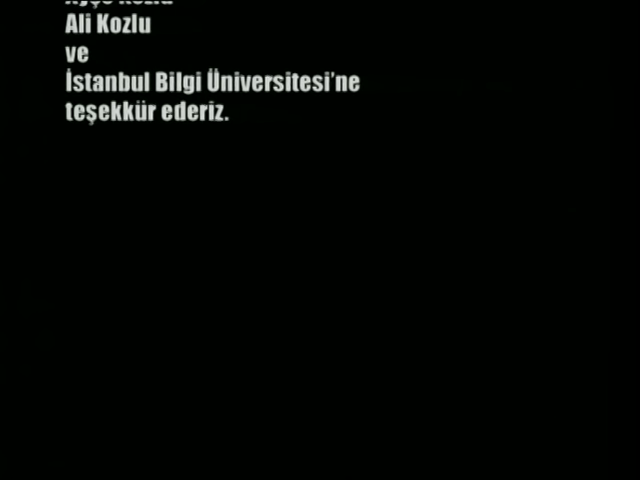 Ali Kozlu
ve
İstanbul Bilgi Üniversitesi'ne
teşekkür ederiz.